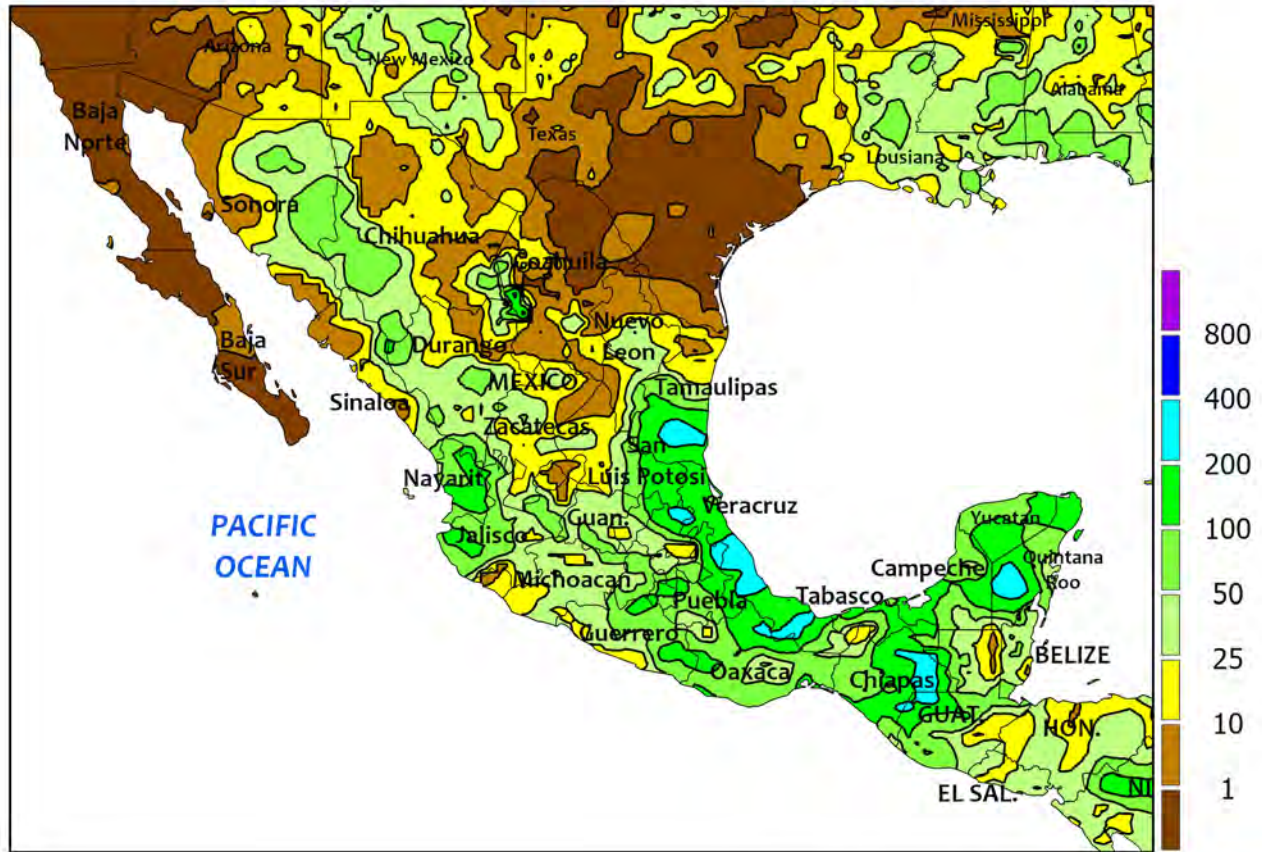 Mississippi
Arizona
New Mexico
Alabama
Baja
Norte
Texas
Lousiana
Sonora
Chihuahua
Coahuila
Nuevo
Leon
Baja
Sur
Durango
MEXICO
Tamaulipas
Sinaloa
Zacatecas
San
Luis Potosi
Nayarit
Veracruz
Guan.
Yucatan
PACIFIC
OCEAN
Jalisco
Quintana
Roo
Campeche
Michoacan
Puebla
Tabasco
Guerrero
BELIZE
Oaxaca
Chiapas
GUAT.
HON.
EL SAL.
NI
800
400
200
100
50
25
10
1